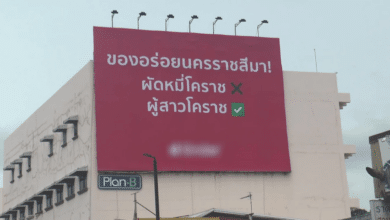 ของอร่อยนครราชสีมา!
ผัดหมี่โคราช ❌
ผู้สาวโคราช ✅
Plan-B